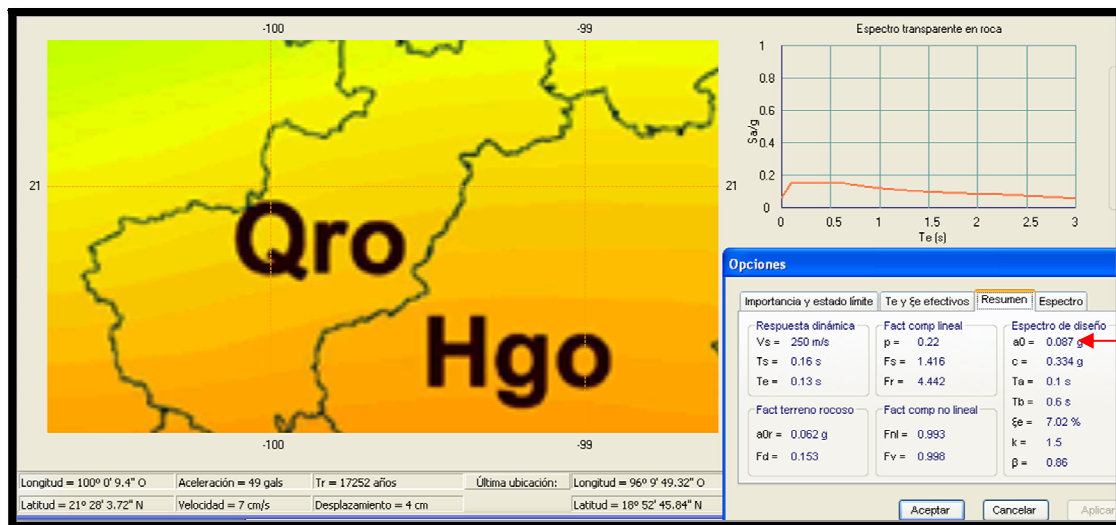 -100 -99
21
Qro
Hgo
-100 -99
Espectro transparente en roca
1
0.8
0.6
0.4
0.2
0
Sa/g
21
0 0.5 1 1.5 2 2.5 3
Te (s)
Opciones
Importancia y estado límite Te y ξe efectivos Resumen Espectro
Respuesta dinámica
Vs = 250 m/s
Ts = 0.16 s
Te = 0.13 s
Fact comp lineal
p = 0.22
Fs = 1.416
Fr = 4.442
Espectro de diseño
a0 = 0.087 g
c = 0.334 g
Ta = 0.1 s
Tb = 0.6 s
ξe = 7.02 %
k = 1.5
β = 0.86
Fact terreno rocoso
a0r = 0.062 g
Fd = 0.153
Fact comp no lineal
Fnl = 0.993
Fv = 0.998
Aceptar Cancelar Aplicar
Longitud = 100º 0' 9.4" O Aceleración = 49 gals Tr = 17252 años Última ubicación: Longitud = 96º 9' 49.32" O
Latitud = 21º 28' 3.72" N Velocidad = 7 cm/s Desplazamiento = 4 cm Latitud = 18º 52' 45.84" N